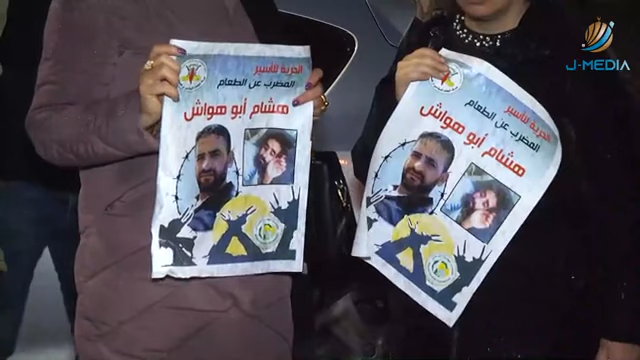 J-MEDIA
الحرية للأسير
المضرب عن الطعام
هشام أبو هواش
الحرية للأسير
المضرب عن الطعام
هشام أبو هواش